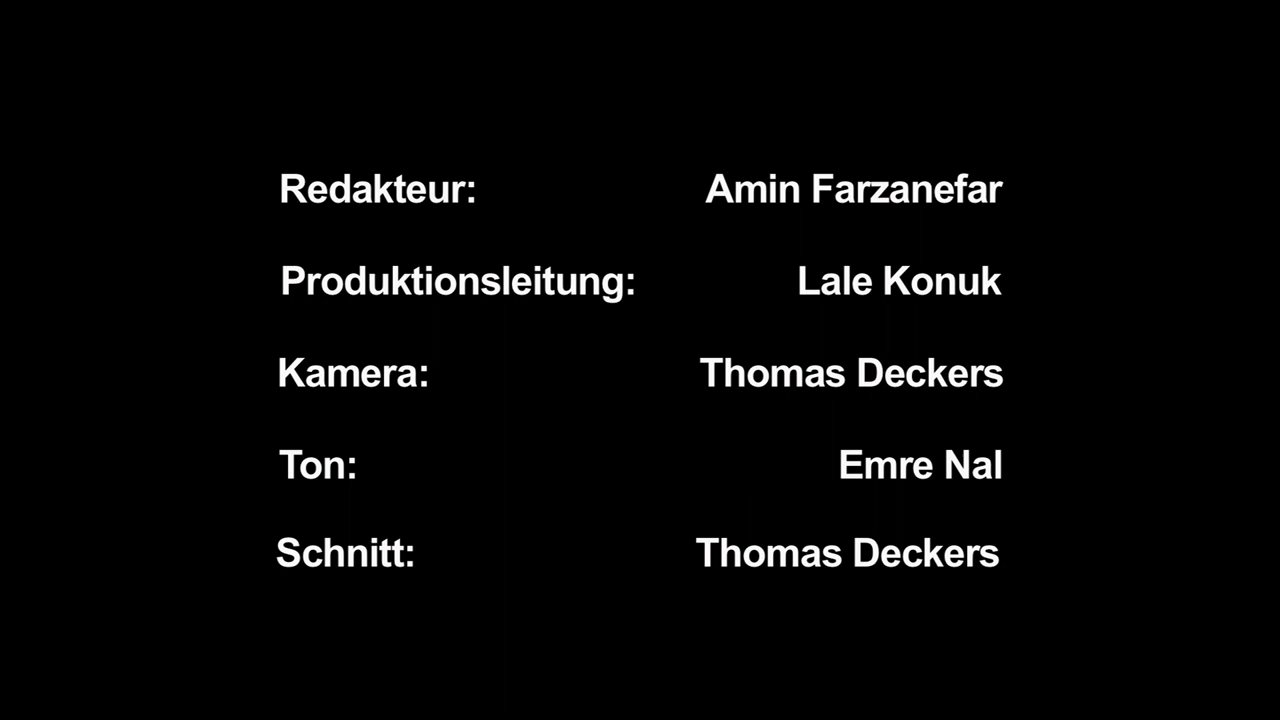 Redakteur: Amin Farzanefar
Produktionsleitung: Lale Konuk
Kamera: Thomas Deckers
Ton: Emre Nal
Schnitt: Thomas Deckers